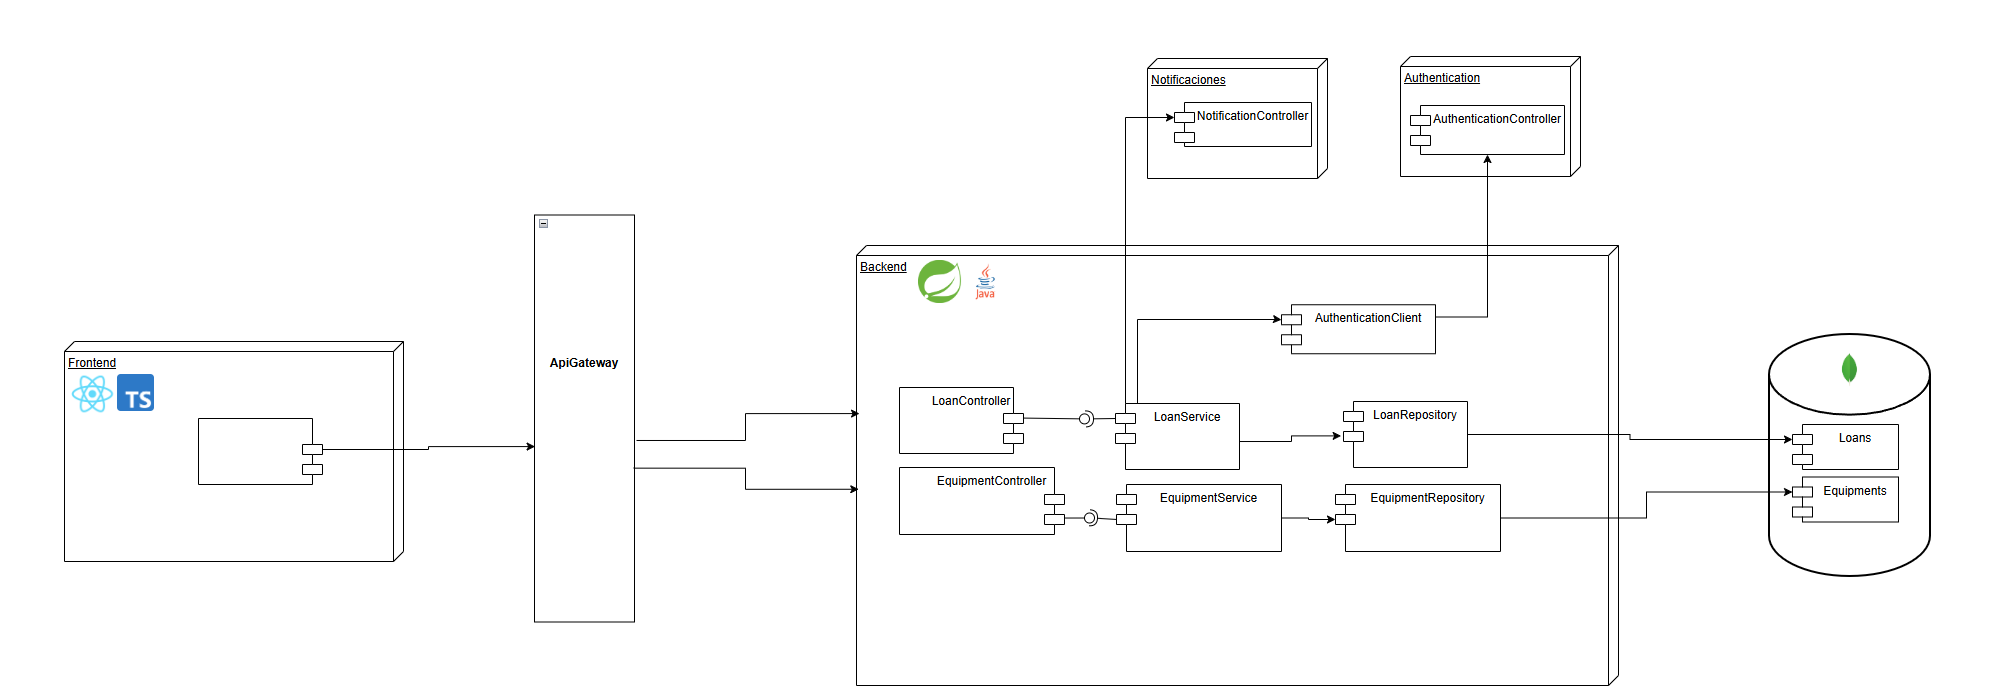 Notificaciones
NotificationController
Authentication
AuthenticationController
Backend
Java
AuthenticationClient
Frontend
TS
ApiGateway
LoanController
LoanService
LoanRepository
Loans
EquipmentController
EquipmentService
EquipmentRepository
Equipments